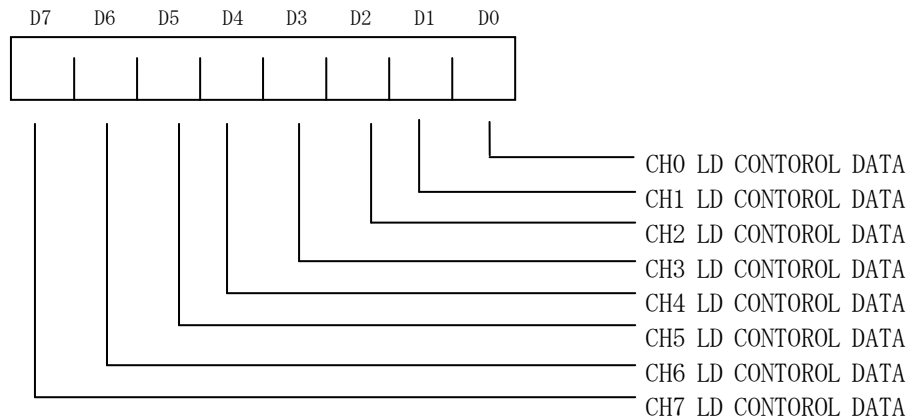 D7 D6 D5 D4 D3 D2 D1 D0
CH0 LD CONTOROL DATA
CH1 LD CONTOROL DATA
CH2 LD CONTOROL DATA
CH3 LD CONTOROL DATA
CH4 LD CONTOROL DATA
CH5 LD CONTOROL DATA
CH6 LD CONTOROL DATA
CH7 LD CONTOROL DATA